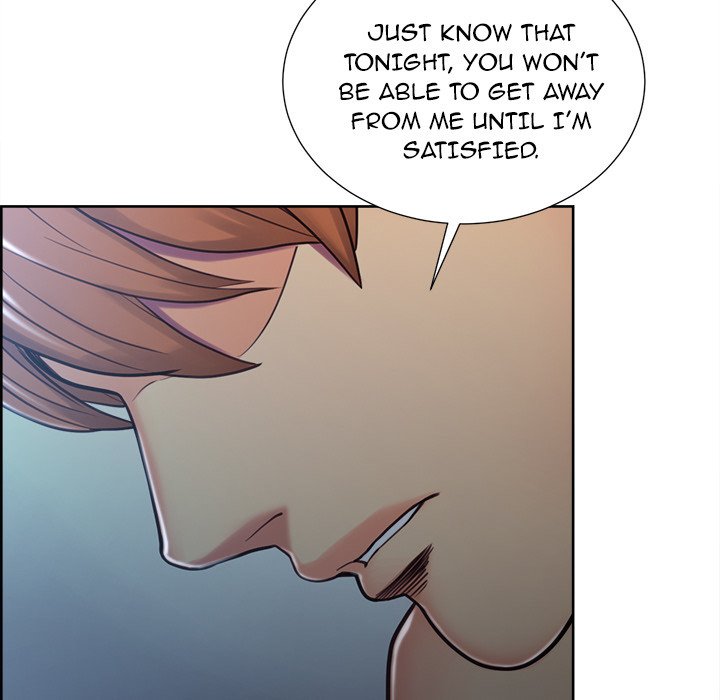 JUST KNOW THAT
TONIGHT, YOU WON'T
BE ABLE TO GET AWAY
FROM ME UNTIL I'M
SATISFIED.